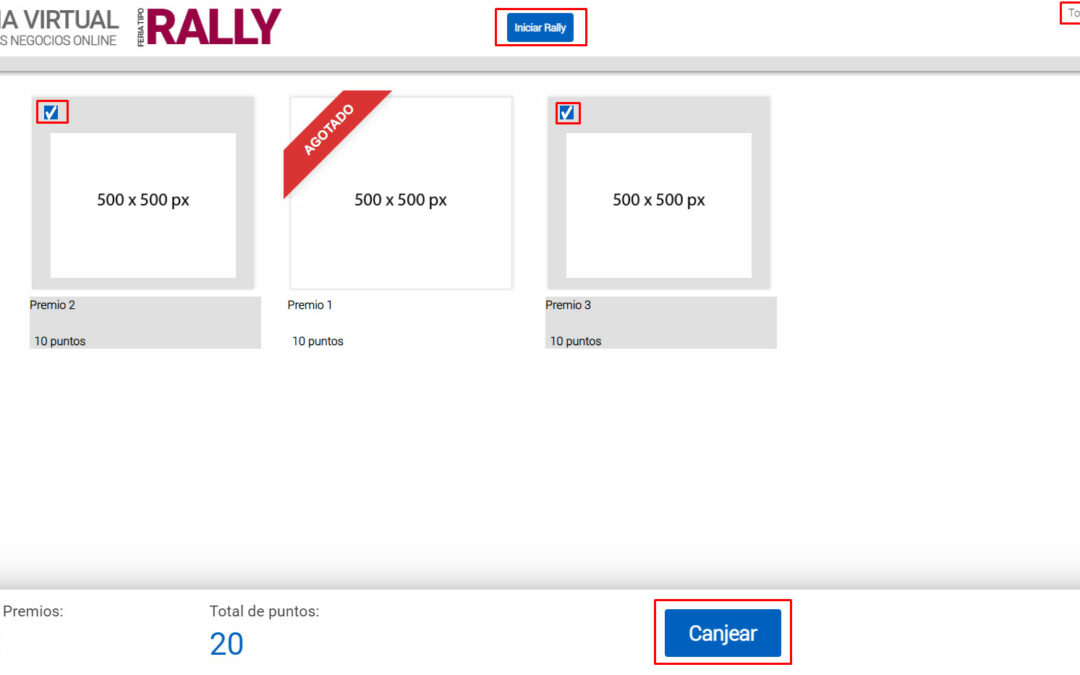 IA VIRTUAL
S NEGOCIOS ONLINE
FERIA TIPO
RALLY
Iniciar Rally
To
AGOTADO
500 x 500 px
500 x 500 px
500 x 500 px
Premio 2
Premio 1
Premio 3
10 puntos
10 puntos
10 puntos
Premios:
Total de puntos:
20
Canjear